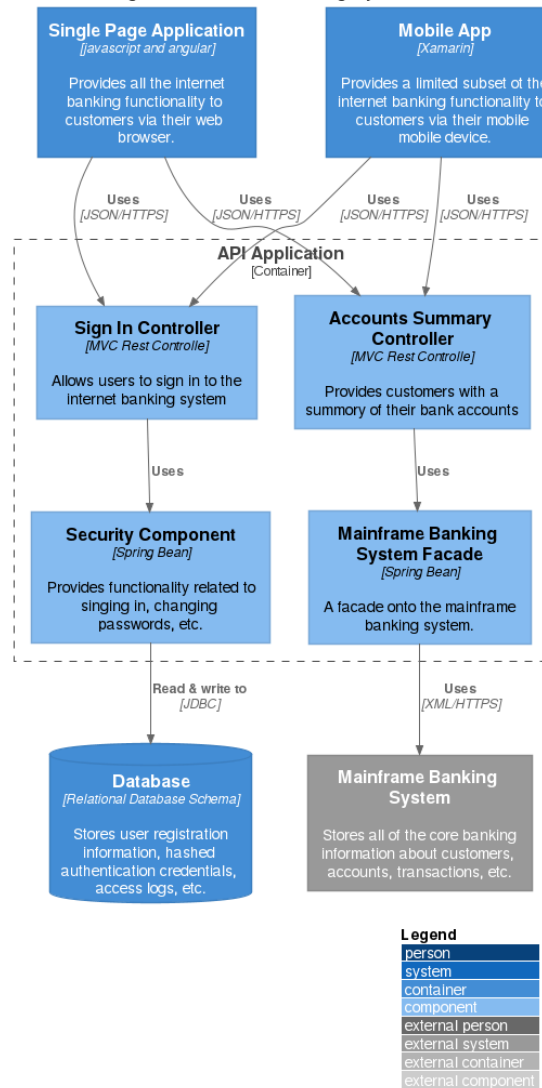 Single Page Application
[javascript and angular]
Provides all the internet
banking functionality to
customers via their web
browser.
Mobile App
[Xamarin]
Provides a limited subset ot the
internet banking functionality to
customers via their mobile
mobile device.
Uses
[JSON/HTTPS]
Uses
[JSON/HTTPS]
Uses
[JSON/HTTPS]
Uses
[JSON/HTTPS]
API Application
[Container]
Sign In Controller
[MVC Rest Controlle]
Allows users to sign in to the
internet banking system
Accounts Summary
Controller
[MVC Rest Controlle]
Provides customers with a
summory of their bank accounts
Uses
Uses
Security Component
[Spring Bean]
Provides functionality related to
singing in, changing
passwords, etc.
Mainframe Banking
System Facade
[Spring Bean]
A facade onto the mainframe
banking system.
Read & write to
[JDBC]
Uses
[XML/HTTPS]
Database
[Relational Database Schema]
Stores user registration
information, hashed
authentication credentials,
access logs, etc.
Mainframe Banking
System
Stores all of the core banking
information about customers,
accounts, transactions, etc.
Legend
person
system
container
component
external person
external system
external container
external component